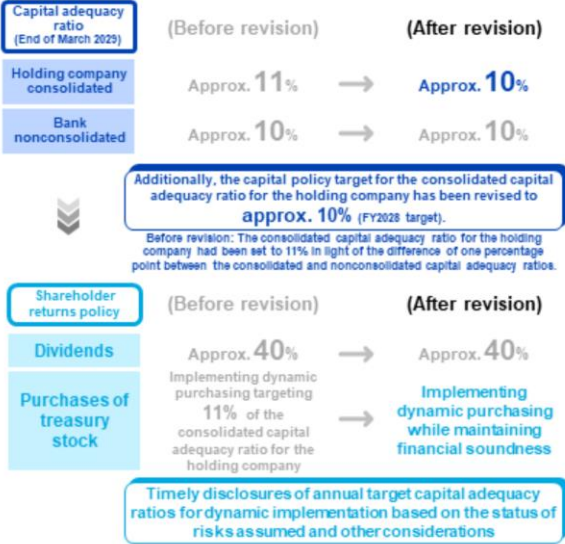 Capital adequacy
ratio
(End of March 2029)
(Before revision)
(After revision)
Holding company
consolidated
Approx. 11%
Approx. 10%
Bank
nonconsolidated
Approx. 10%
Approx. 10%
Additionally, the capital policy target for the consolidated capital
adequacy ratio for the holding company has been revised to
approx. 10% (FY2028 target).
Before revision: The consolidated capital adequacy ratio for the holding
company had been set to 11% in light of the difference of one percentage
point between the consolidated and nonconsolidated capital adequacy ratios.
Shareholder
returns policy
(Before revision)
(After revision)
Dividends
Approx. 40%
Approx. 40%
Purchases of
treasury
stock
Implementing dynamic
purchasing targeting
11% of the
consolidated capital
adequacy ratio for the
holding company
Implementing
dynamic purchasing
while maintaining
financial soundness
Timely disclosures of annual target capital adequacy
ratios for dynamic implementation based on the status of
risks assumed and other considerations